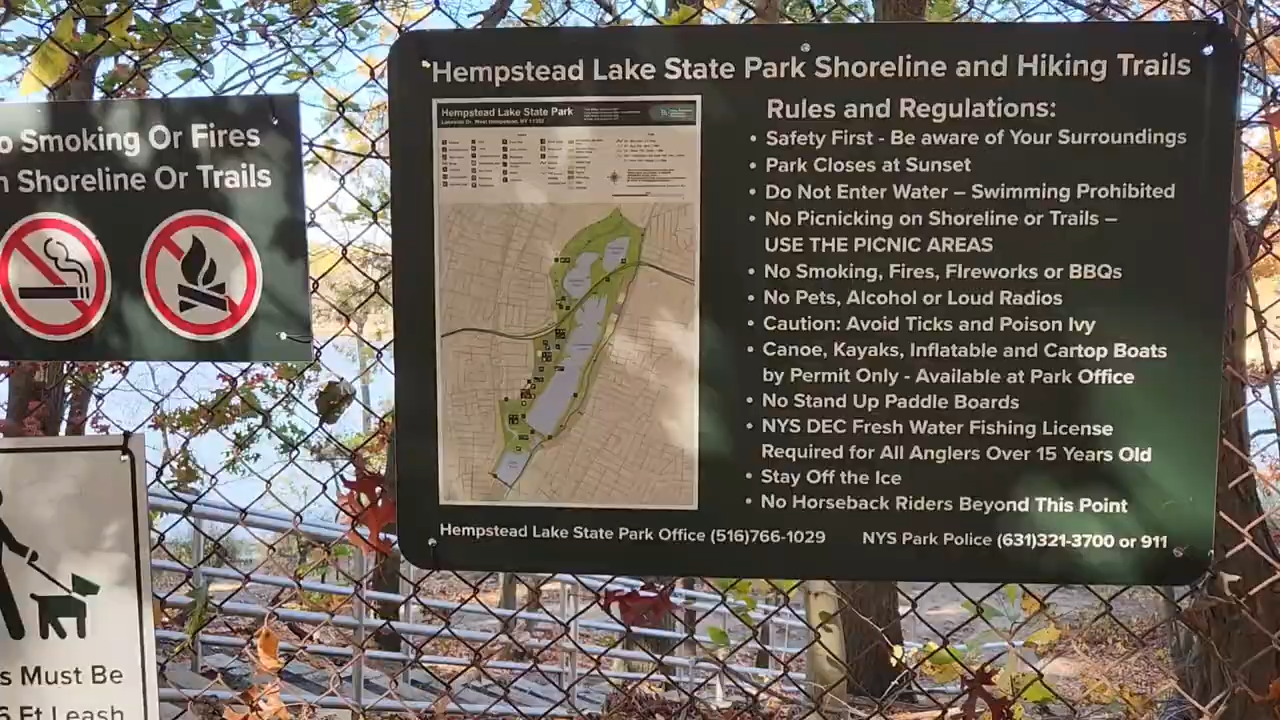 o Smoking Or Fires
n Shoreline Or Trails
s Must Be
6 Ft Leash
Hempstead Lake State Park Shoreline and Hiking Trails
Hempstead Lake State Park
Rules and Regulations:
• Safety First - Be aware of Your Surroundings
• Park Closes at Sunset
• Do Not Enter Water – Swimming Prohibited
• No Picnicking on Shoreline or Trails –
USE THE PICNIC AREAS
• No Smoking, Fires, FIreworks or BBQs
• No Pets, Alcohol or Loud Radios
• Caution: Avoid Ticks and Poison Ivy
• Canoe, Kayaks, Inflatable and Cartop Boats
by Permit Only - Available at Park Office
• No Stand Up Paddle Boards
• NYS DEC Fresh Water Fishing License
Required for All Anglers Over 15 Years Old
• Stay Off the Ice
• No Horseback Riders Beyond This Point
Hempstead Lake State Park Office (516)766-1029
NYS Park Police (631)321-3700 or 911